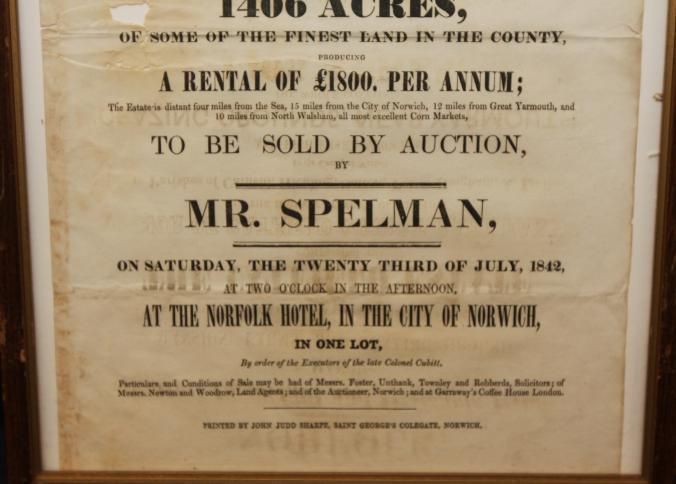 1406 ACRES,
OF SOME OF THE FINEST LAND IN THE COUNTY,
PRODUCING
A RENTAL OF £1800. PER ANNUM;
The Estate is distant four miles from the Sea, 15 miles from the City of Norwich, 12 miles from Great Yarmouth, and
10 miles from North Walsham, all most excellent Corn Markets,
TO BE SOLD BY AUCTION,
BY
MR. SPELMAN,
ON SATURDAY, THE TWENTY THIRD OF JULY, 1842,
AT TWO O'CLOCK IN THE AFTERNOON,
AT THE NORFOLK HOTEL, IN THE CITY OF NORWICH,
IN ONE LOT,
By order of the Executors of the late Colonel Cubitt.
Particulars and Conditions of Sale may be had of Messrs. Foster, Unthank, Townley and Robberds, Solicitors; of
Messrs. Newton and Woodrow, Land Agents; and of the Auctioneer, Norwich; and at Garraway's Coffee House London.
PRINTED BY JOHN JUDD SHARPE, SAINT GEORGE'S COLEGATE, NORWICH.